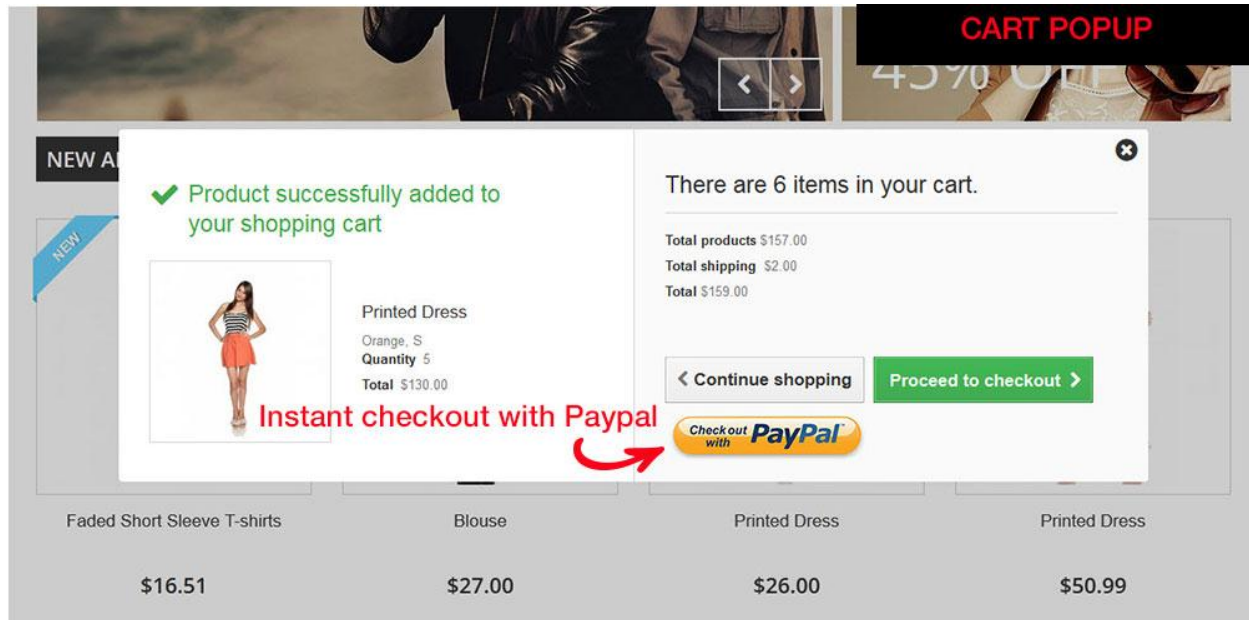 CART POPUP
45% OFF
NEW
Product successfully added to
your shopping cart
Printed Dress
Orange, S
Quantity 5
Total $130.00
There are 6 items in your cart.
Total products $157.00
Total shipping $2.00
Total $159.00
Continue shopping
Proceed to checkout
Instant checkout with Paypal
Checkout
with PayPal
NEW
Faded Short Sleeve T-shirts
Blouse
Printed Dress
Printed Dress
$16.51
$27.00
$26.00
$50.99